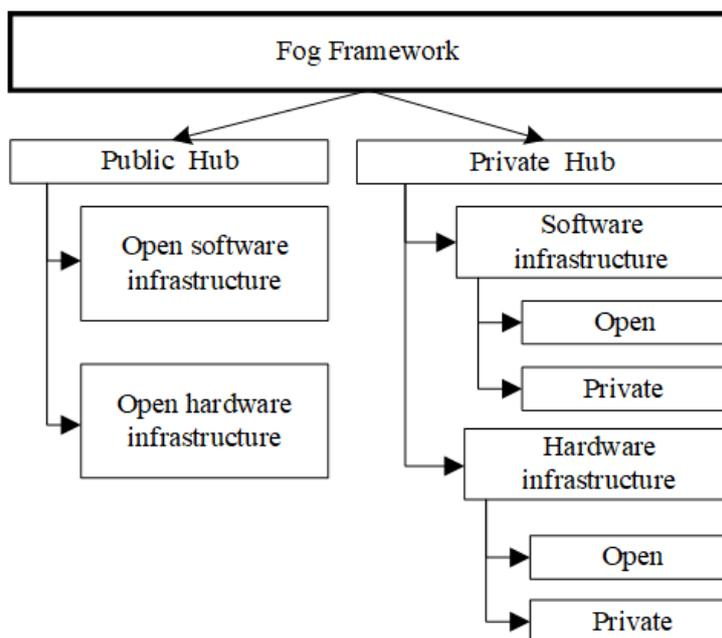 Fog Framework
Public Hub
Open software
infrastructure
Open hardware
infrastructure
Private Hub
Software
infrastructure
Open
Private
Hardware
infrastructure
Open
Private